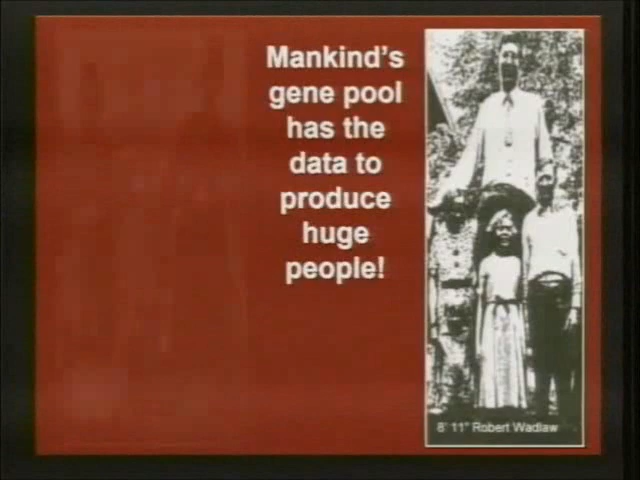 Mankind's
gene pool
has the
data to
produce
huge
people!
8' 11" Robert Wadlaw